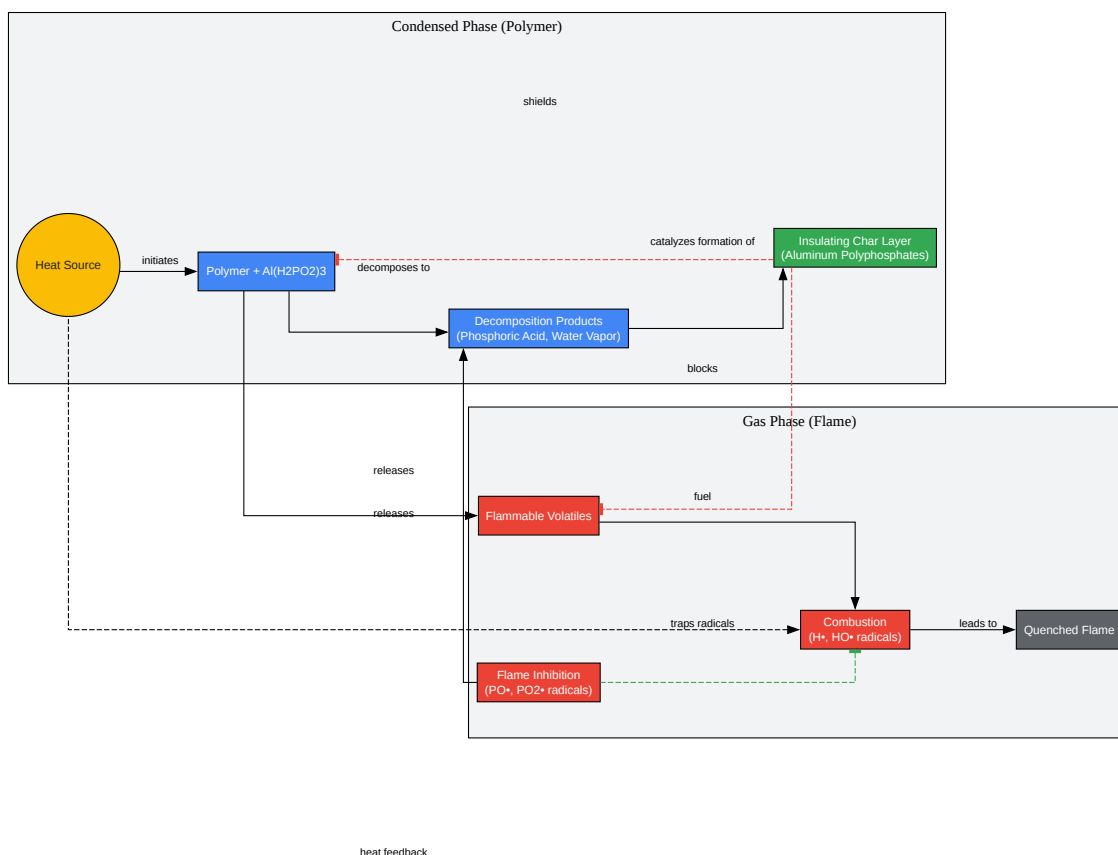 Condensed Phase (Polymer)
shields
Heat Source
initiates
Polymer + Al(H2PO2)3
decomposes to
catalyzes formation of
Insulating Char Layer
(Aluminum Polyphosphates)
Decomposition Products
(Phosphoric Acid, Water Vapor)
blocks
Gas Phase (Flame)
releases
releases
Flammable Volatiles
fuel
traps radicals
Combustion
(H•, HO• radicals)
leads to
Quenched Flame
Flame Inhibition
(PO•, PO2• radicals)
heat feedback